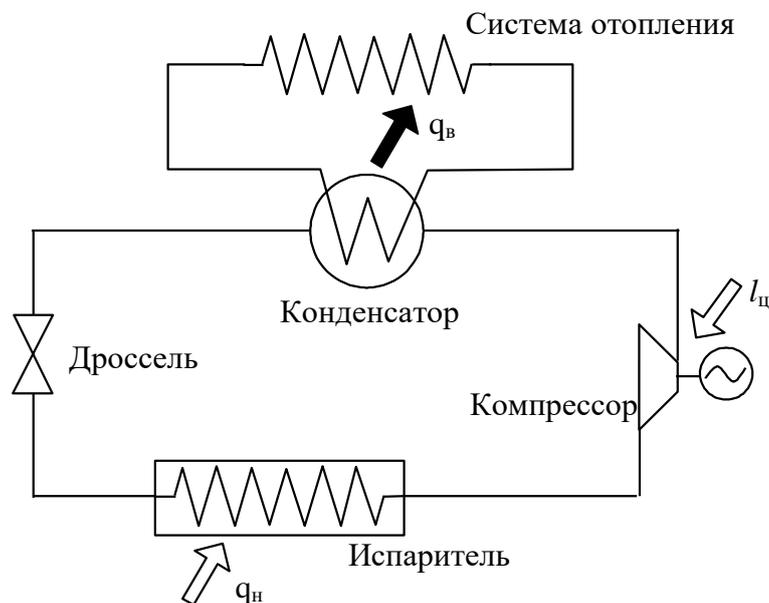 Система отопления
qв
Конденсатор
lц
Дроссель
Компрессор
Испаритель
qн